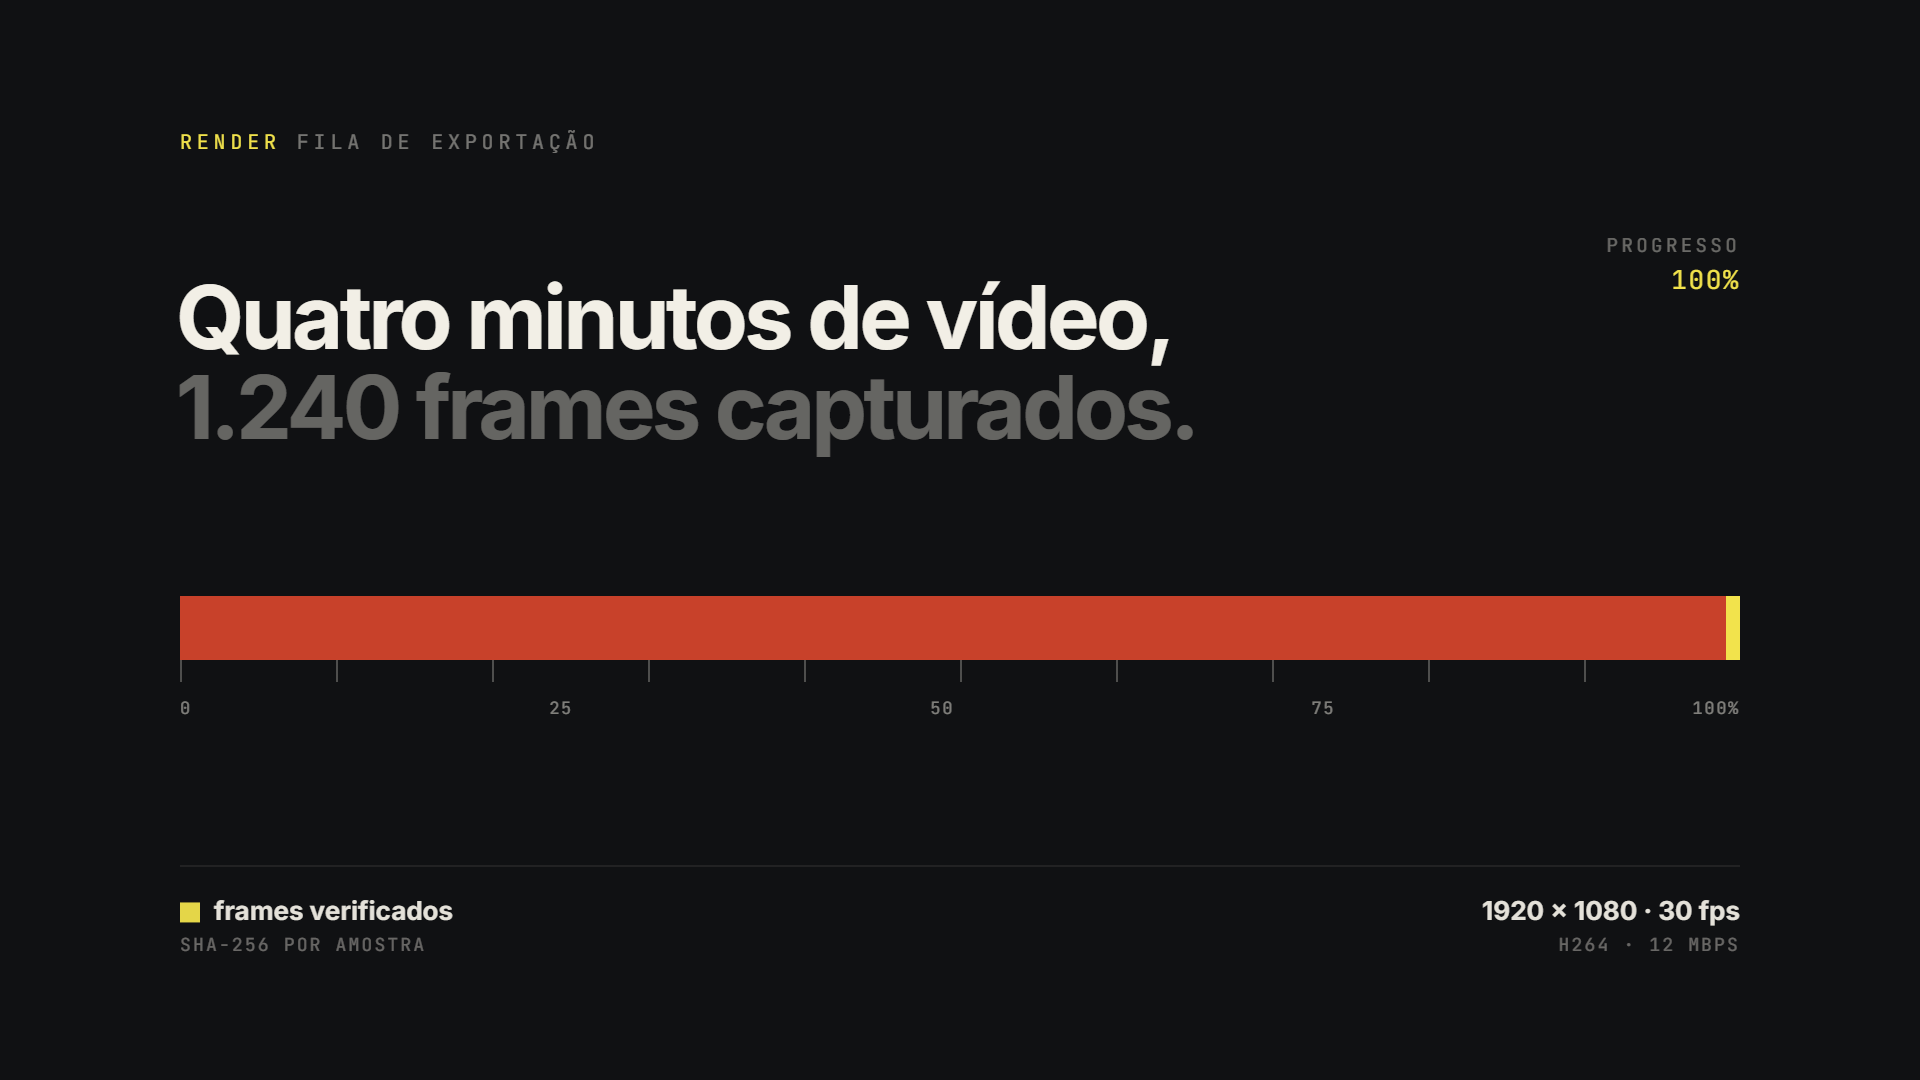 RENDER FILA DE EXPORTAÇÃO
PROGRESSO
100%
Quatro minutos de vídeo,
1.240 frames capturados.
0 25 50 75 100%
frames verificados
SHA-256 POR AMOSTRA
1920 × 1080 · 30 fps
H264 · 12 MBPS